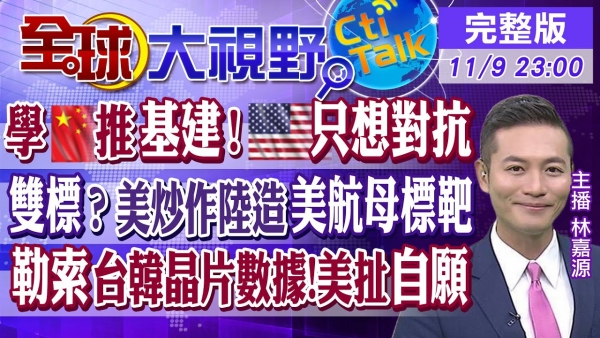 全球大視野
Cti Talk
完整版
11/9 23:00
學🇨🇳推基建!🇺🇸只想對抗
雙標?美炒作陸造美航母標靶
勒索台韓晶片數據!美扯自願
主播 林嘉源